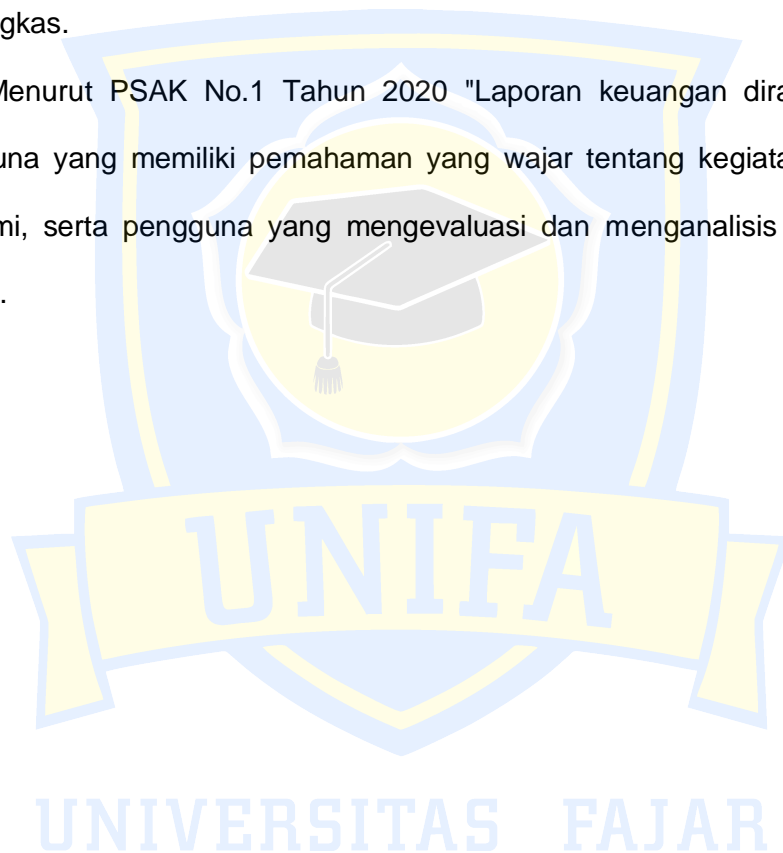 gkas.
Menurut PSAK No.1 Tahun 2020 "Laporan keuangan dira
una yang memiliki pemahaman yang wajar tentang kegiata
mi, serta pengguna yang mengevaluasi dan menganalisis
.
UNIFA
UNIVERSITAS FAJAR